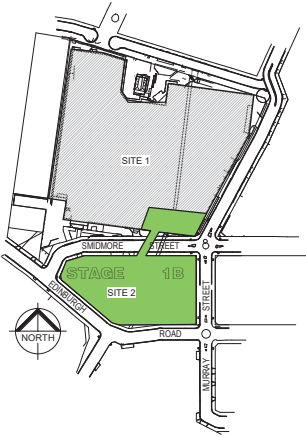 SITE 1
SMIDMORE STREET
STAGE 1B
SITE 2
EDINBURGH
ROAD
STREET
MURRAY
NORTH